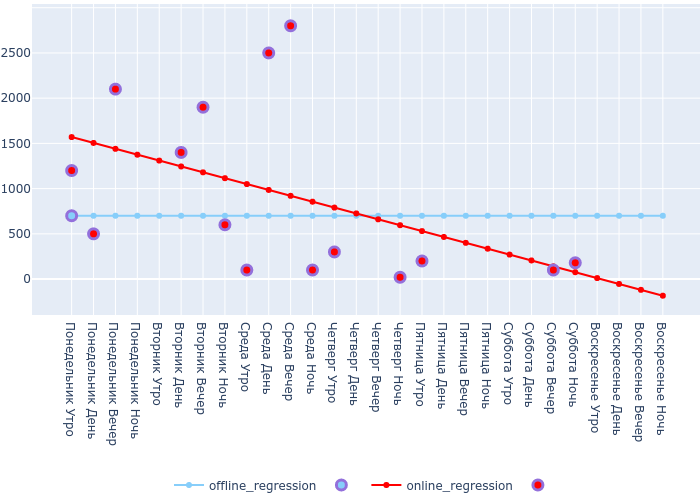 2500
2000
1500
1000
500
0
Понедельник Утро
Понедельник День
Понедельник Вечер
Понедельник Ночь
Вторник Утро
Вторник День
Вторник Вечер
Вторник Ночь
Среда Утро
Среда День
Среда Вечер
Среда Ночь
Четверг Утро
Четверг День
Четверг Вечер
Четверг Ночь
Пятница Утро
Пятница День
Пятница Вечер
Пятница Ночь
Суббота Утро
Суббота День
Суббота Вечер
Суббота Ночь
Воскресенье Утро
Воскресенье День
Воскресенье Вечер
Воскресенье Ночь
offline_regression
online_regression